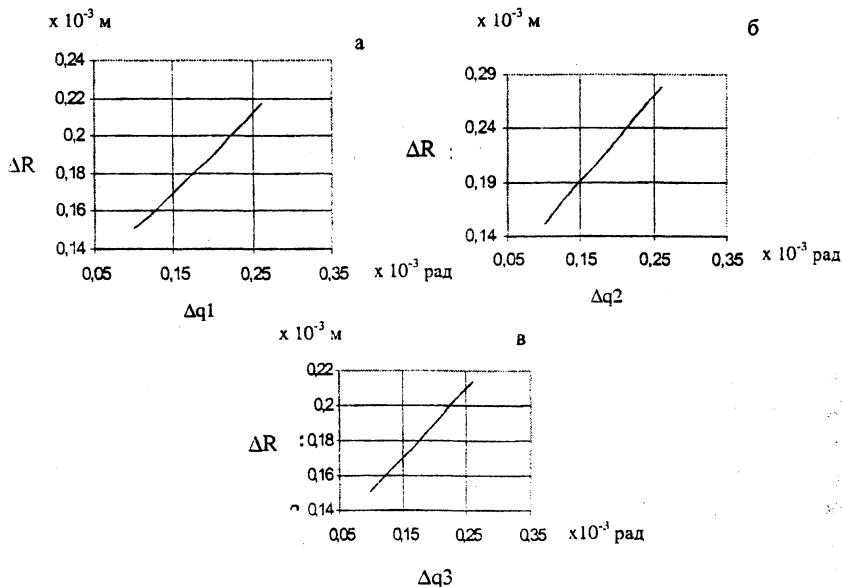 x 10⁻³ м
а
0,24
0,22
0,2
0,18
0,16
0,14
ΔR
0,05 0,15 0,25 0,35 x 10⁻³ рад
Δq1
x 10⁻³ м
б
0,29
0,24
0,19
0,14
ΔR
0,05 0,15 0,25 0,35 x 10⁻³ рад
Δq2
x 10⁻³ м
в
0,22
0,2
0,18
0,16
0,14
ΔR
0,05 0,15 0,25 0,35 x10⁻³ рад
Δq3